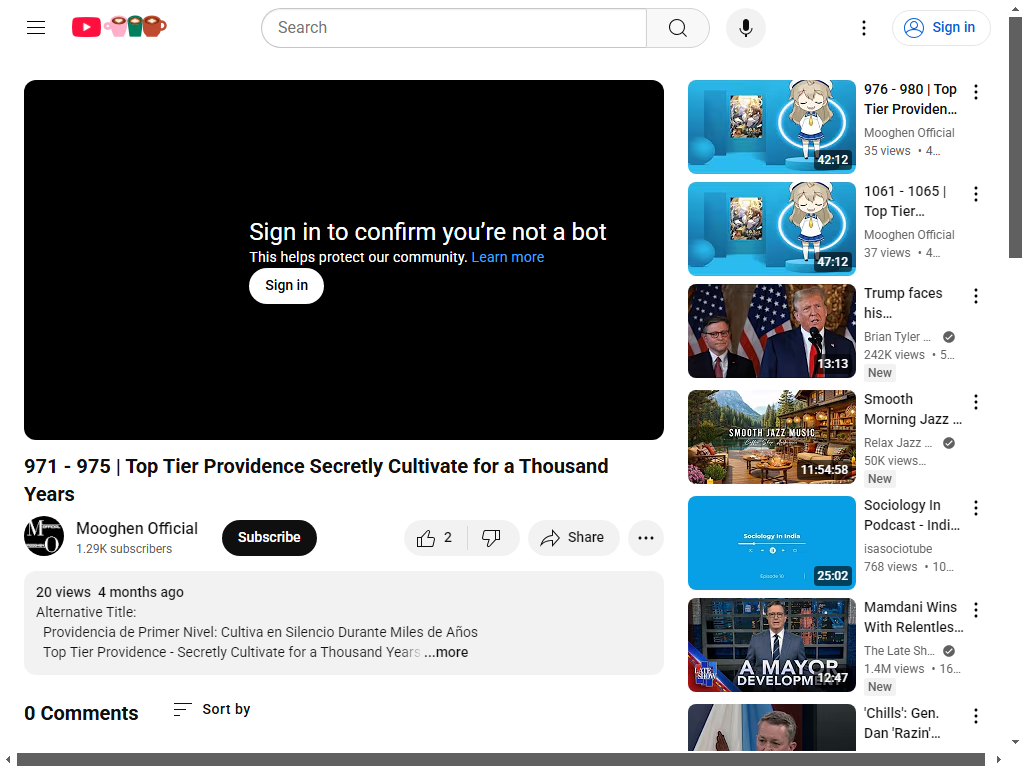 Search
Sign in
Sign in to confirm you’re not a bot
This helps protect our community. Learn more
Sign in
971 - 975 | Top Tier Providence Secretly Cultivate for a Thousand
Years
Mooghen Official
1.29K subscribers
Subscribe
2
Share
20 views 4 months ago
Alternative Title:
Providencia de Primer Nivel: Cultiva en Silencio Durante Miles de Años
Top Tier Providence - Secretly Cultivate for a Thousand Years ...more
0 Comments
Sort by
976 - 980 | Top
Tier Providen...
Mooghen Official
35 views • 4...
42:12
1061 - 1065 |
Top Tier...
Mooghen Official
37 views • 4...
47:12
Trump faces
his...
Brian Tyler ...
242K views • 5...
New
13:13
Smooth
Morning Jazz ...
Relax Jazz ...
50K views...
New
SMOOTH JAZZ MUSIC
11:54:58
Sociology In
Podcast - Indi...
isasociotube
768 views • 10...
Sociology In India
Episode 10
25:02
Mamdani Wins
With Relentles...
The Late Sh...
1.4M views • 16...
New
LATE SHOW
A MAYOR
DEVELOPMENT
12:47
'Chills': Gen.
Dan 'Razin'...